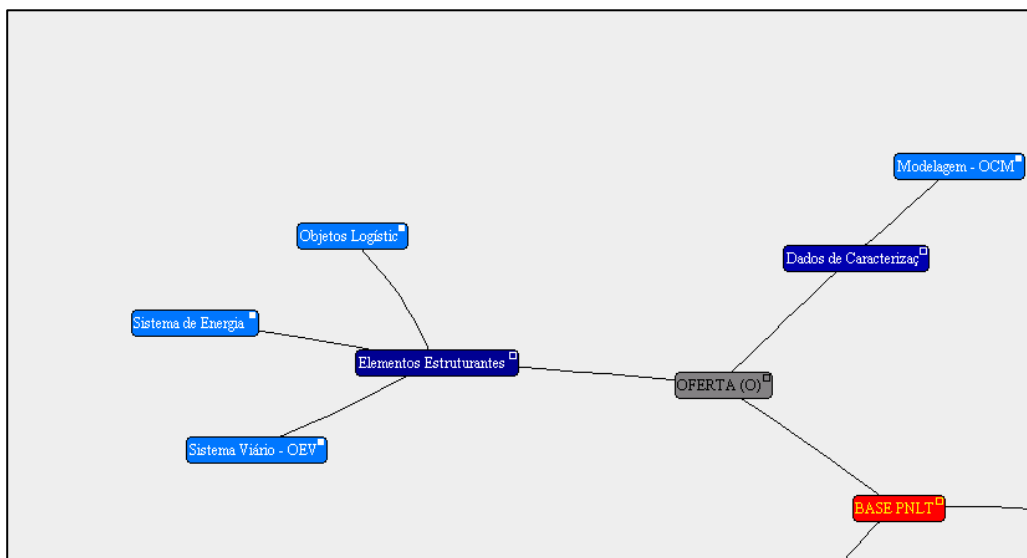 Modelagem - OCM
Objetos Logístic
Dados de Caracterizaç
Sistema de Energia
Elementos Estruturantes
OFERTA (O)
Sistema Viário - OEV
BASE PNLT